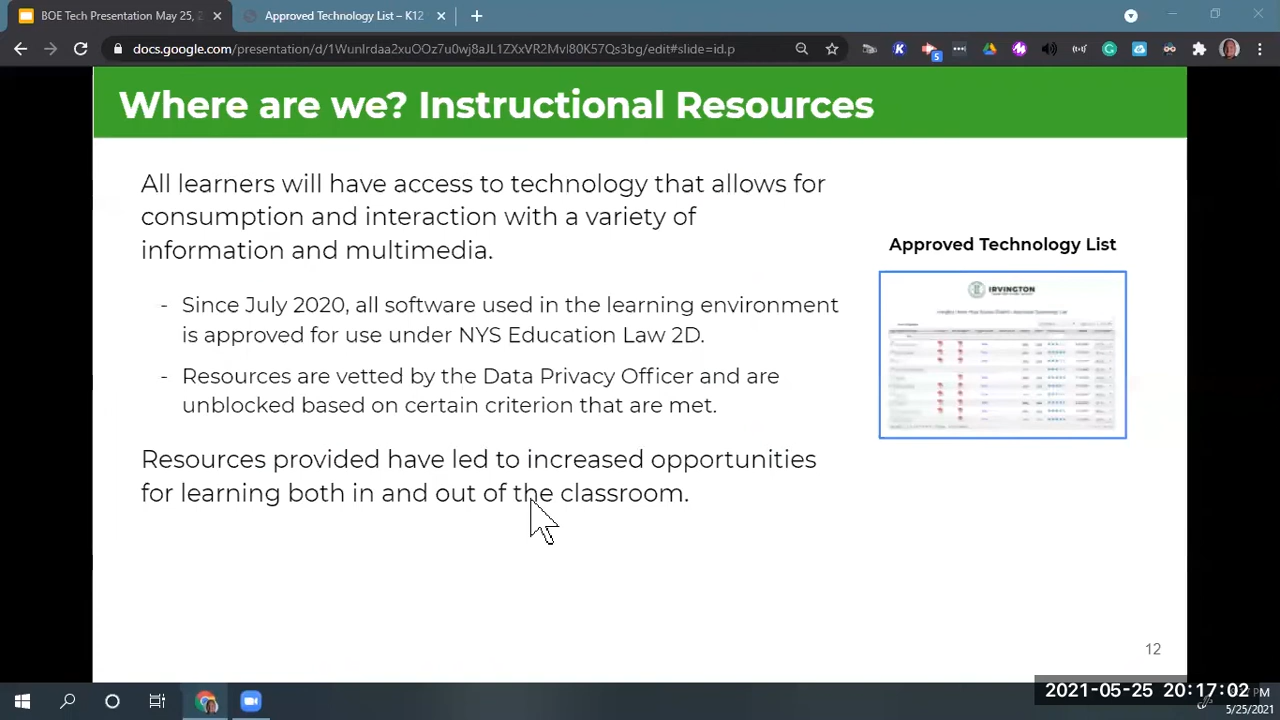 BOE Tech Presentation May 25,
Approved Technology List – K12
docs.google.com/presentation/d/1WunIrdaa2xuOOz7u0wj8aJL1ZXxVR2MvI80K57Qs3bg/edit#slide=id.p
5
Where are we? Instructional Resources
All learners will have access to technology that allows for
consumption and interaction with a variety of
information and multimedia.
Approved Technology List
IRVINGTON
- Since July 2020, all software used in the learning environment
is approved for use under NYS Education Law 2D.
- Resources are by the Data Privacy Officer and are
unblocked based on certain criterion that are met.
Resources provided have led to increased opportunities
for learning both in and out of the classroom.
12
2021-05-25 20:17:02 PM
5/25/2021